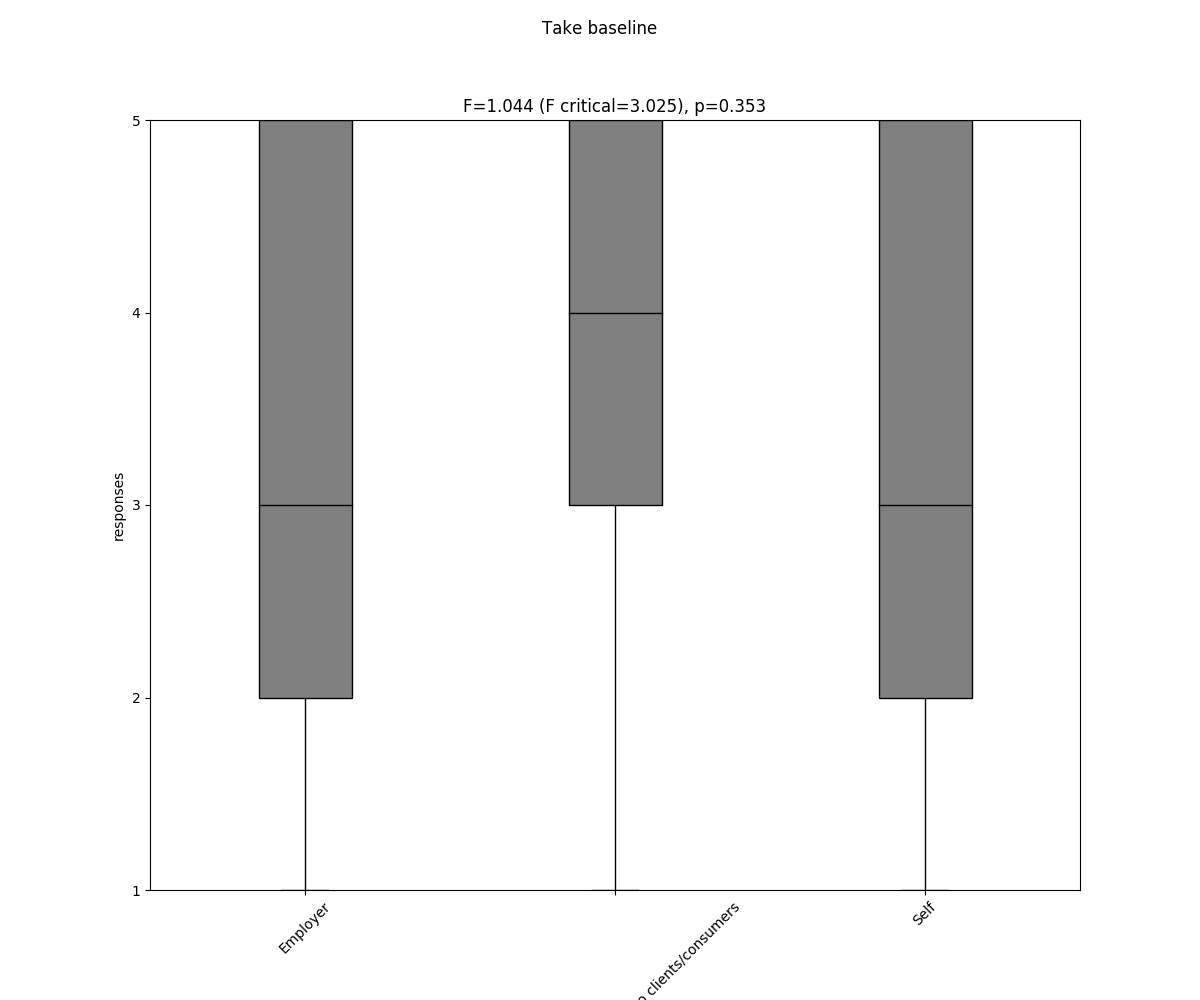 Take baseline
F=1.044 (F critical=3.025), p=0.353
5
4
3
2
1
responses
Employer
clients/consumers
Self